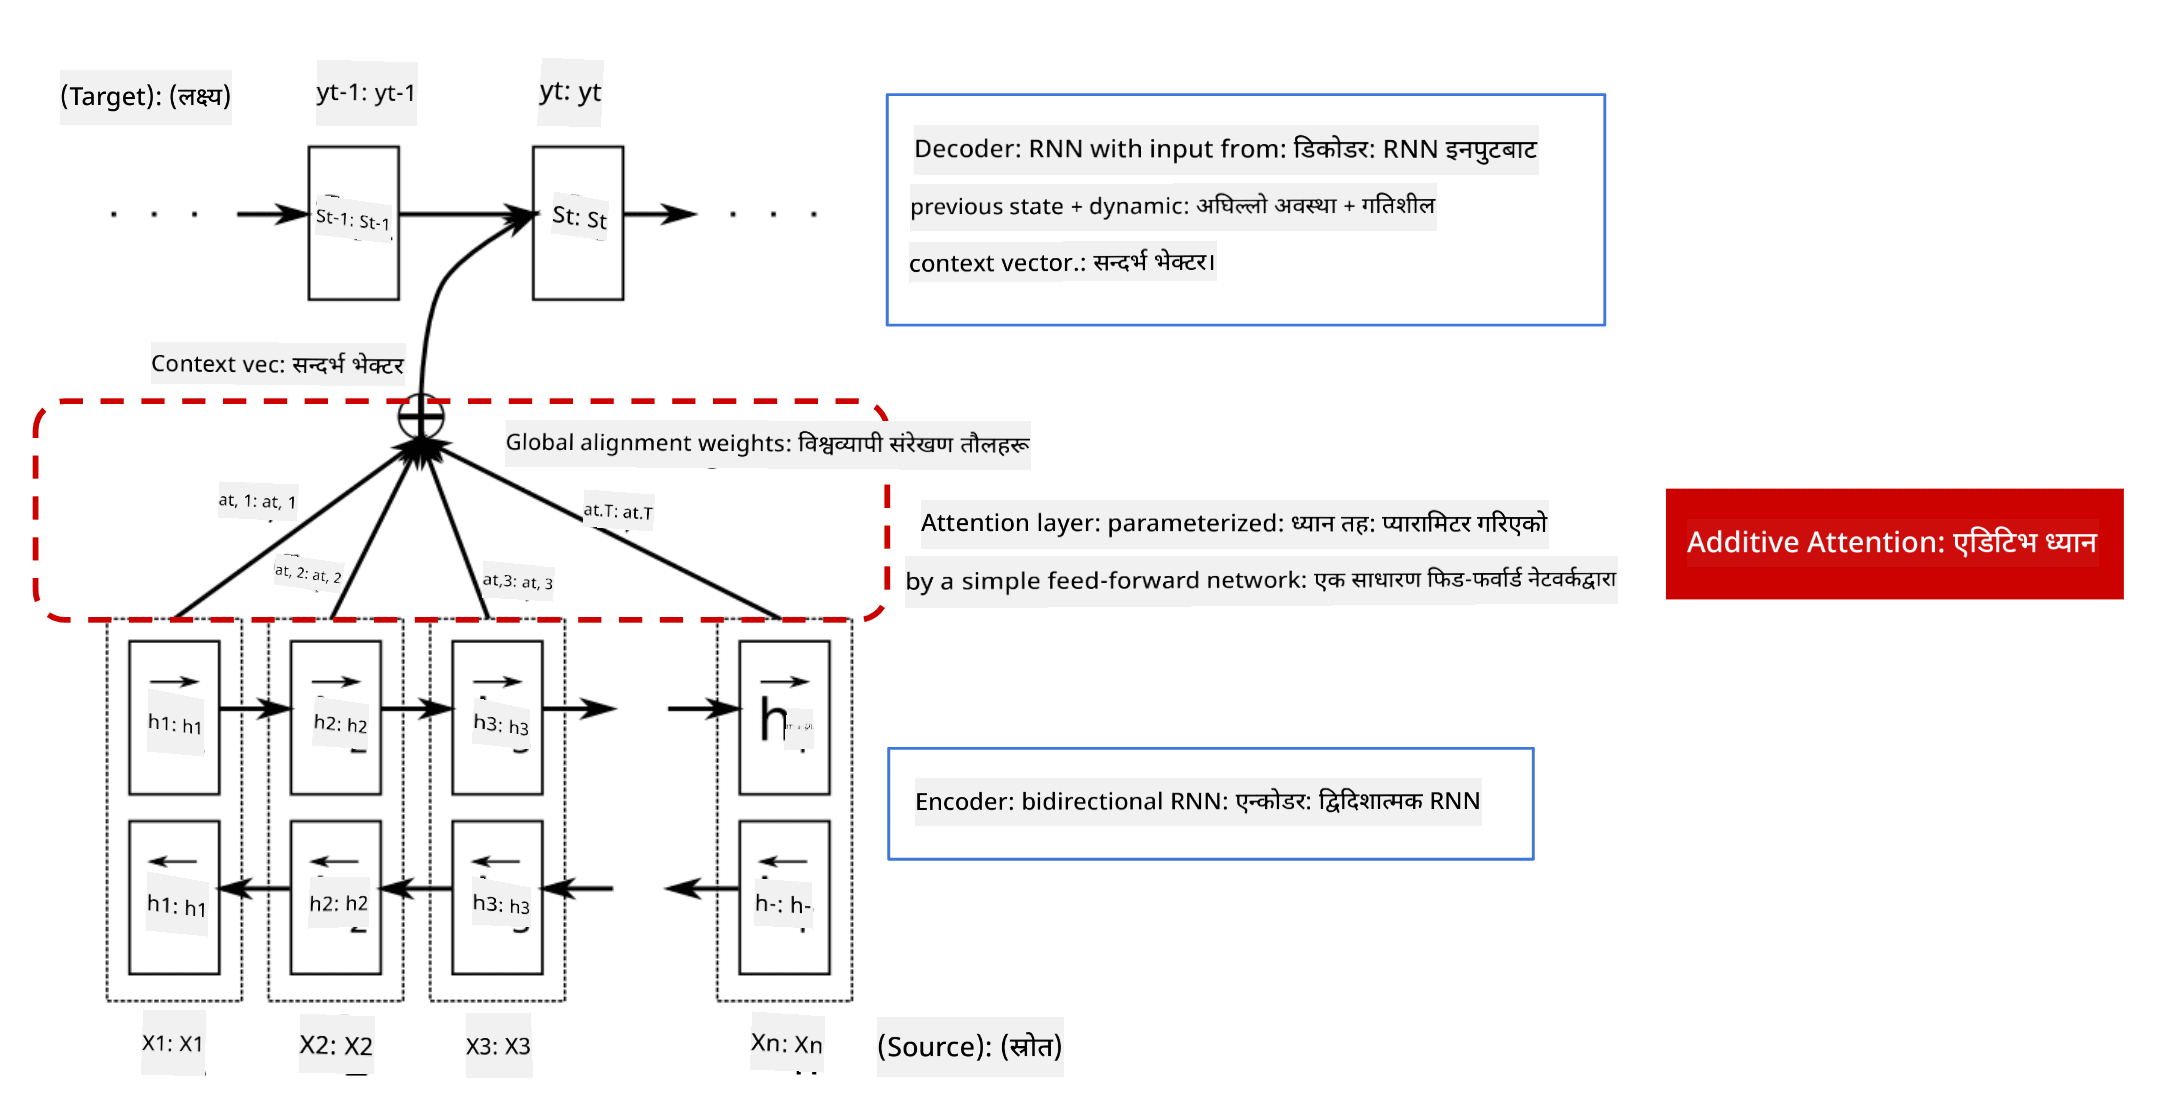 (Target): (लक्ष्य)
yt-1: yt-1
yt: yt
St-1: St-1
St: St
Decoder: RNN with input from: डिकोडर: RNN इनपुटबाट
previous state + dynamic: अघिल्लो अवस्था + गतिशील
context vector.: सन्दर्भ भेक्टर।
Context vec: सन्दर्भ भेक्टर
Global alignment weights: विश्वव्यापी संरेखण तौलहरू
at, 1: at, 1
at.T: at.T
at, 2: at, 2
at,3: at, 3
Attention layer: parameterized: ध्यान तह: प्यारामिटर गरिएको
by a simple feed-forward network: एक साधारण फिड-फर्वार्ड नेटवर्कद्वारा
Additive Attention: एडिटिभ ध्यान
h1: h1
h2: h2
h3: h3
h
Encoder: bidirectional RNN: एन्कोडर: द्विदिशात्मक RNN
h1: h1
h2: h2
h3: h3
h-: h-
X1: X1
X2: X2
X3: X3
Xn: Xn
(Source): (स्रोत)